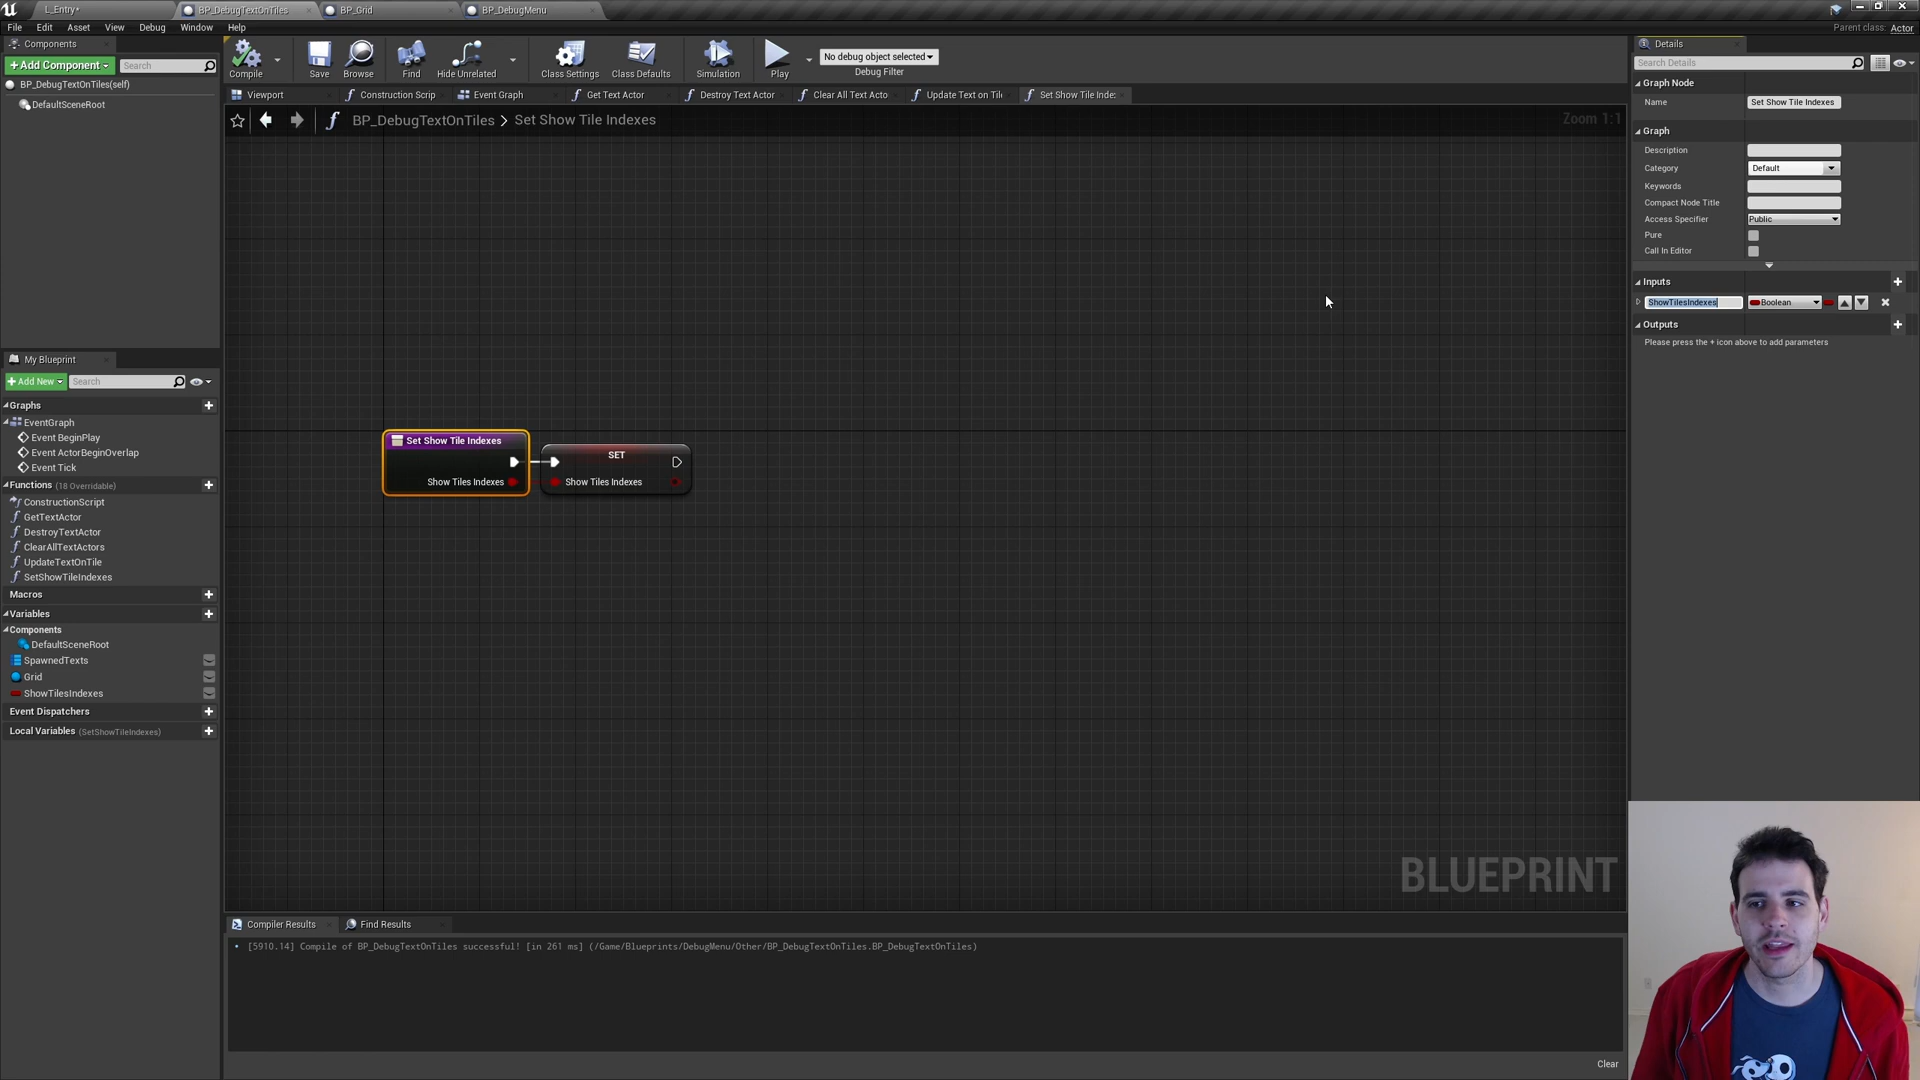 L_Entry*
BP_DebugTextOnTiles
BP_Grid
BP_DebugMenu
File Edit Asset View Debug Window Help
Parent class: Actor
Components
+Add Component
Search
BP_DebugTextOnTiles(self)
DefaultSceneRoot
Compile
Save
Browse
Find
Hide Unrelated
Class Settings
Class Defaults
Simulation
Play
No debug object selected
Debug Filter
Viewport
Construction Scrip
Event Graph
Get Text Actor
Destroy Text Actor
Clear All Text Acto
Update Text on Til
Set Show Tile Inde
BP_DebugTextOnTiles > Set Show Tile Indexes
Zoom 1:1
Set Show Tile Indexes
Show Tiles Indexes
SET
Show Tiles Indexes
BLUEPRINT
My Blueprint
+Add New
Search
Graphs
EventGraph
Event BeginPlay
Event ActorBeginOverlap
Event Tick
Functions (18 Overridable)
ConstructionScript
GetTextActor
DestroyTextActor
ClearAllTextActors
UpdateTextOnTile
SetShowTileIndexes
Macros
Variables
Components
DefaultSceneRoot
SpawnedTexts
Grid
ShowTilesIndexes
Event Dispatchers
Local Variables (SetShowTileIndexes)
Compiler Results
Find Results
[5910.14] Compile of BP_DebugTextOnTiles successful! [in 261 ms] (/Game/Blueprints/DebugMenu/Other/BP_DebugTextOnTiles.BP_DebugTextOnTiles)
Clear
Details
Search Details
Graph Node
Name Set Show Tile Indexes
Graph
Description
Category Default
Keywords
Compact Node Title
Access Specifier Public
Pure
Call In Editor
Inputs
ShowTilesIndexes Boolean
Outputs
Please press the + icon above to add parameters